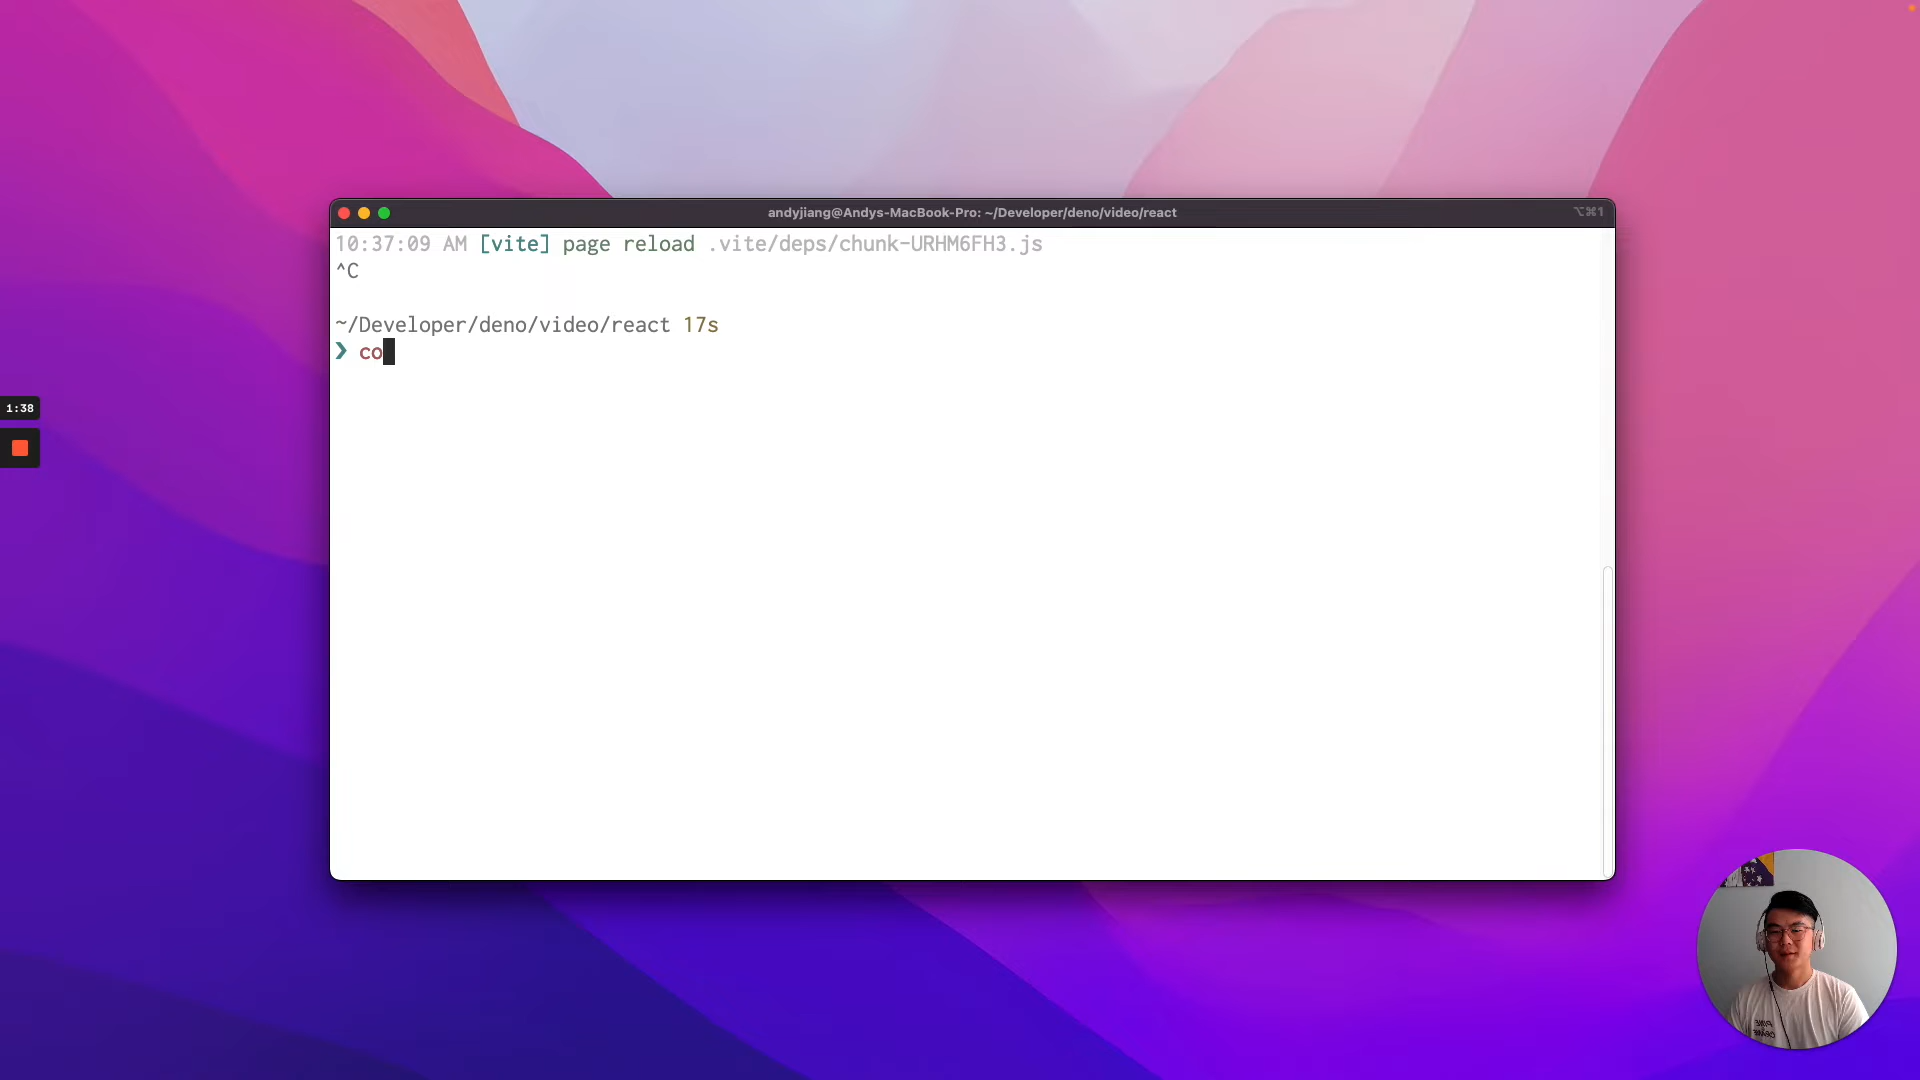 andyjiang@Andys-MacBook-Pro: ~/Developer/deno/video/react
⌥⌘1
10:37:09 AM [vite] page reload .vite/deps/chunk-URHM6FH3.js
^C
~/Developer/deno/video/react 17s
❯ co
1:38